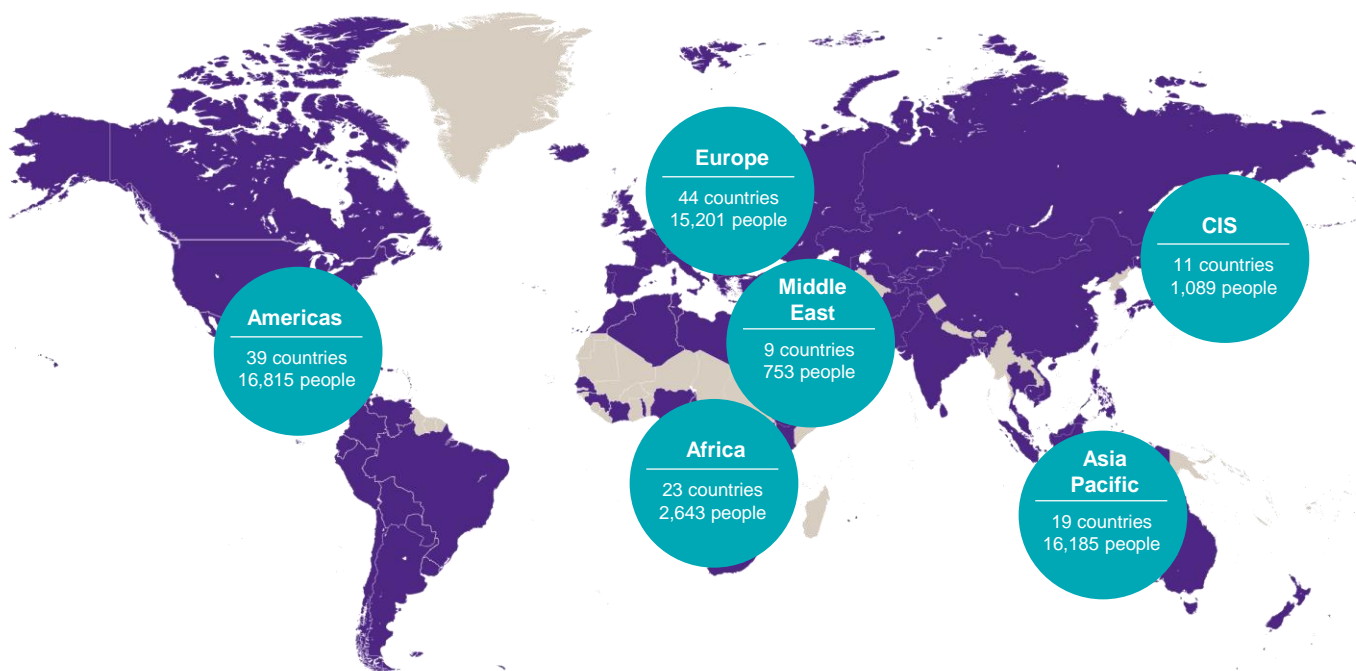 Europe
44 countries
15,201 people
CIS
11 countries
1,089 people
Middle
East
9 countries
753 people
Americas
39 countries
16,815 people
Africa
23 countries
2,643 people
Asia
Pacific
19 countries
16,185 people